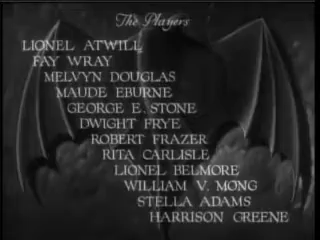 The Players
LIONEL ATWILL
FAY WRAY
MELVYN DOUGLAS
MAUDE EBURNE
GEORGE E. STONE
DWIGHT FRYE
ROBERT FRAZER
RITA CARLISLE
LIONEL BELMORE
WILLIAM V. MONG
STELLA ADAMS
HARRISON GREENE